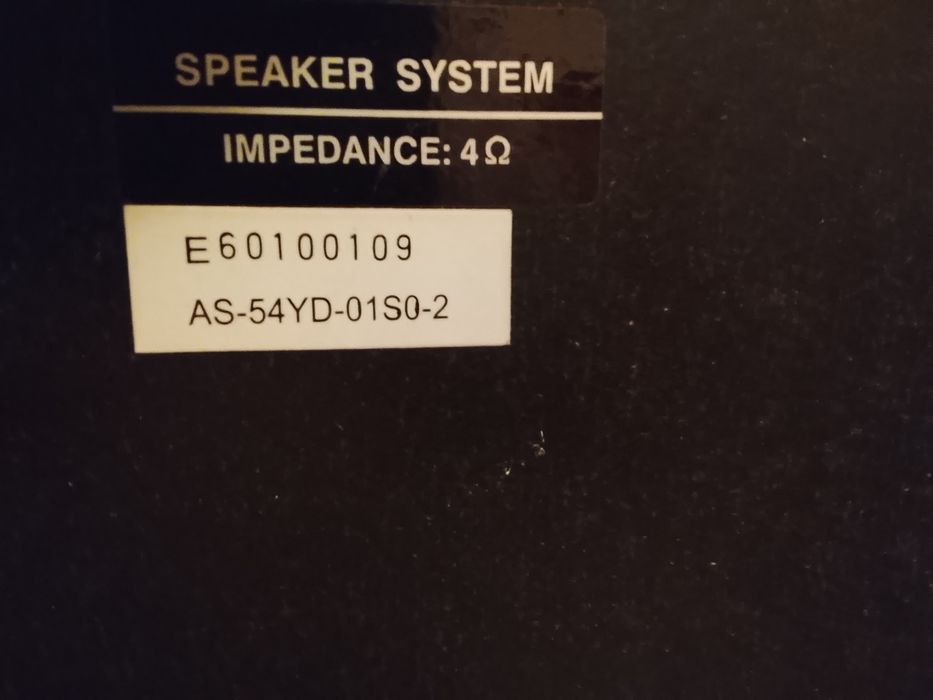 SPEAKER SYSTEM
IMPEDANCE: 4Ω
E60100109
AS-54YD-01S0-2